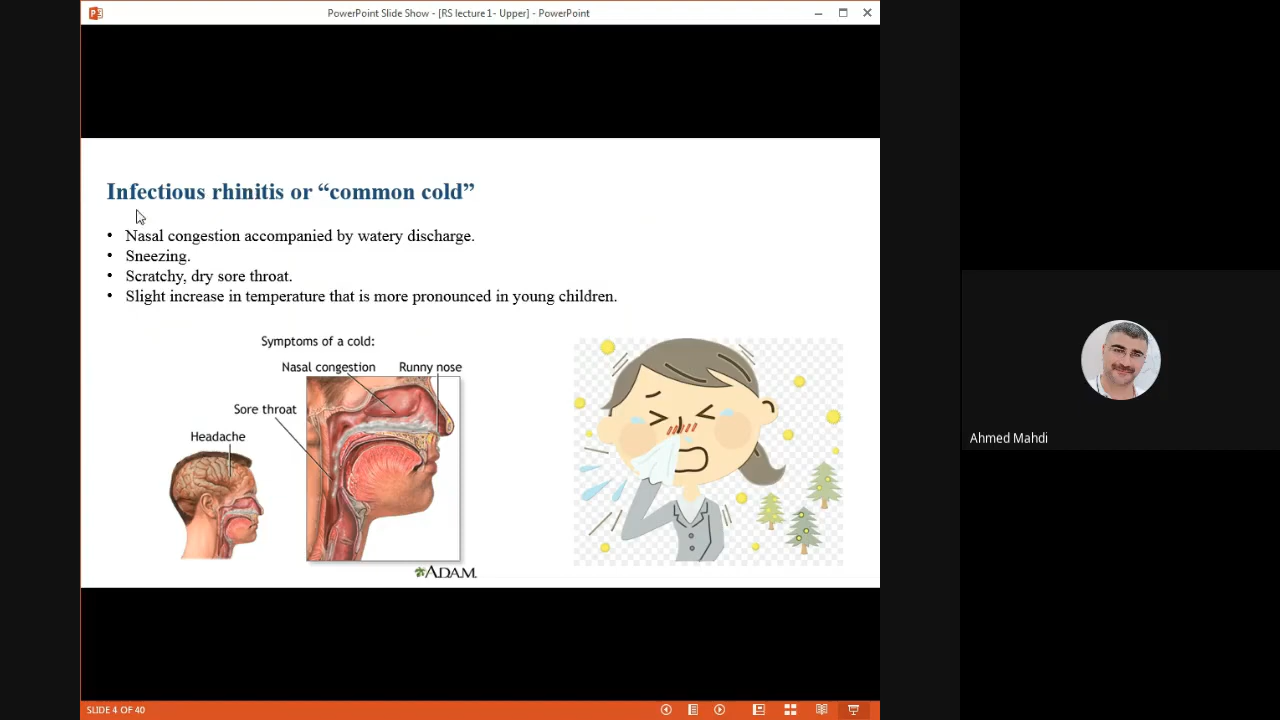 PowerPoint Slide Show - [RS lecture 1- Upper] - PowerPoint
Infectious rhinitis or “common cold”
• Nasal congestion accompanied by watery discharge.
• Sneezing.
• Scratchy, dry sore throat.
• Slight increase in temperature that is more pronounced in young children.
Symptoms of a cold:
Nasal congestion
Runny nose
Sore throat
Headache
ADAM.
Ahmed Mahdi
SLIDE 4 OF 40